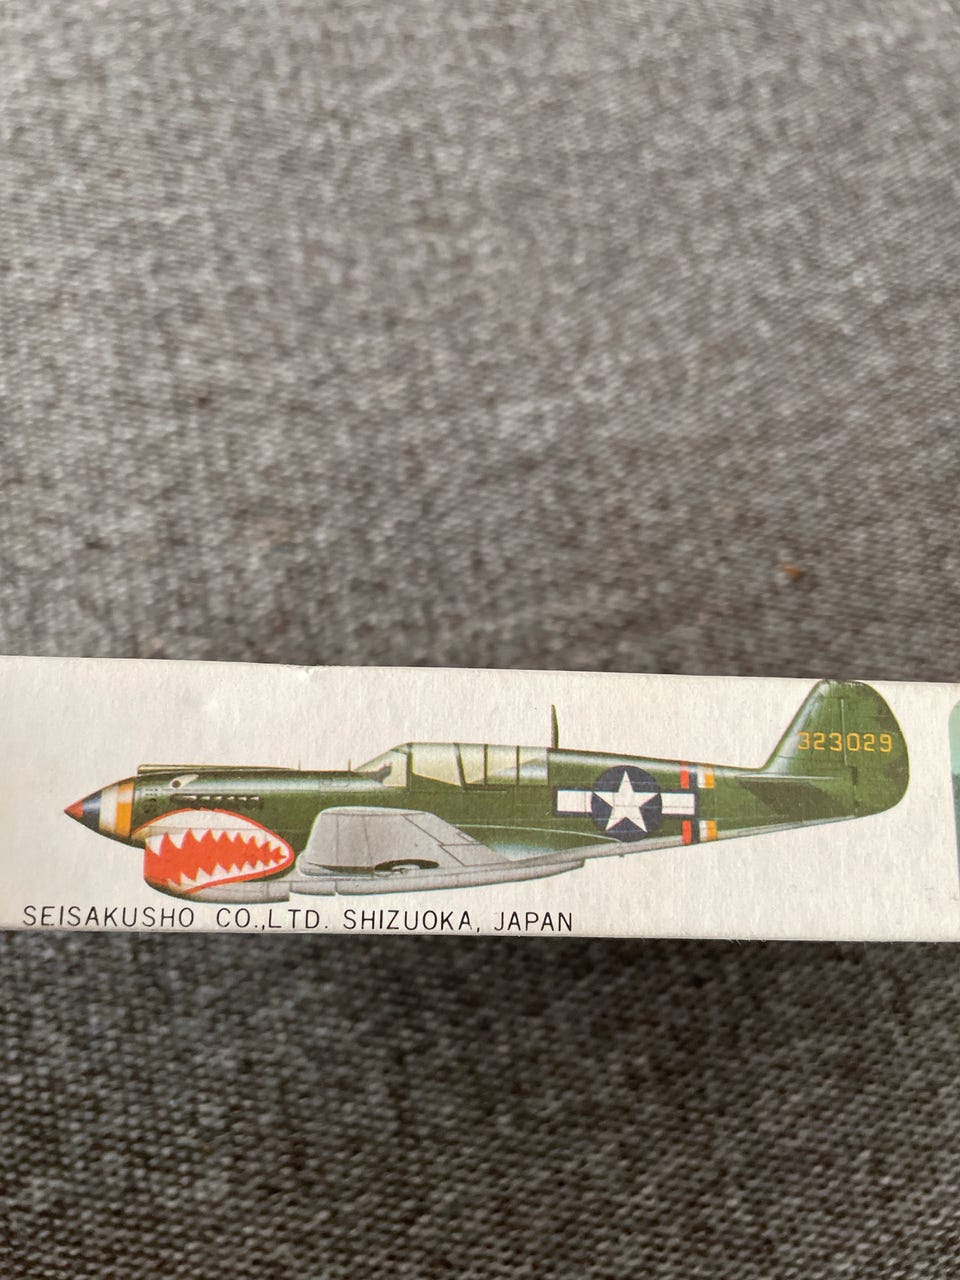 323029
SEISAKUSHO CO.,LTD. SHIZUOKA, JAPAN